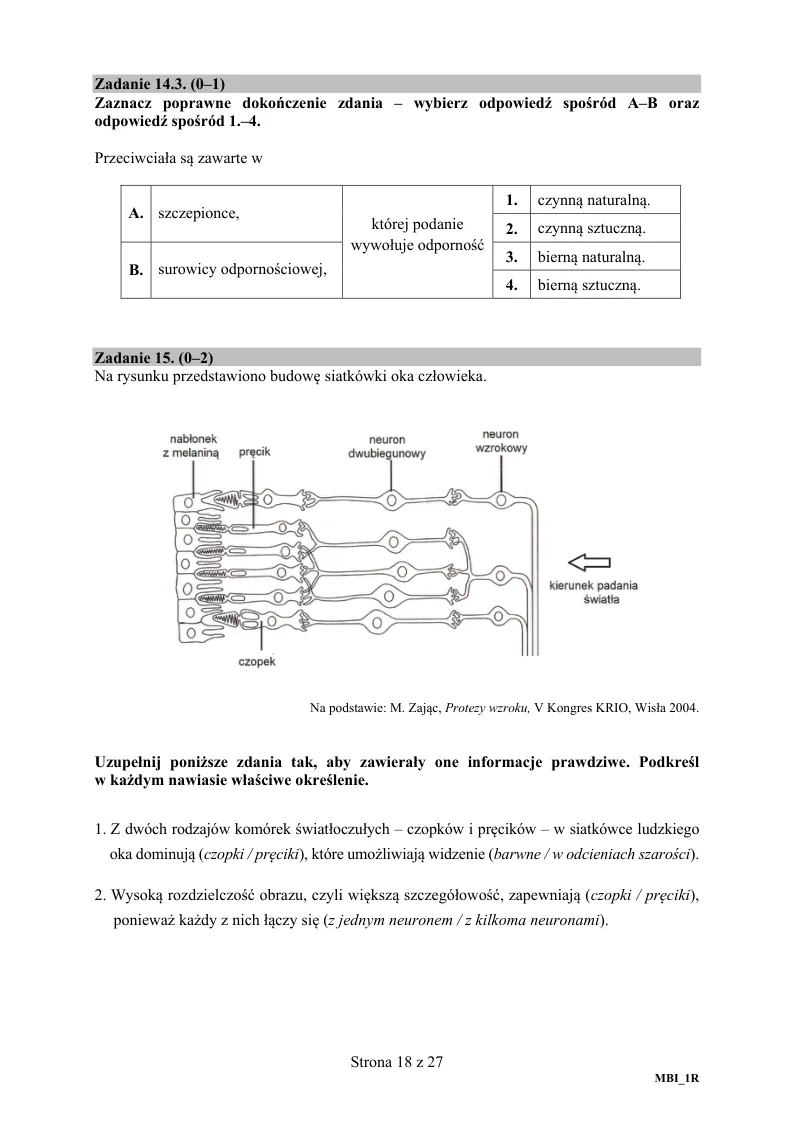 Zadanie 14.3. (0–1)
Zaznacz poprawne dokończenie zdania – wybierz odpowiedź spośród A–B oraz
odpowiedź spośród 1.–4.
Przeciwciała są zawarte w
A. szczepionce,
B. surowicy odpornościowej,
której podanie
wywołuje odporność
1. czynną naturalną.
2. czynną sztuczną.
3. bierną naturalną.
4. bierną sztuczną.
Zadanie 15. (0–2)
Na rysunku przedstawiono budowę siatkówki oka człowieka.
nabłonek
z melaniną
pręcik
neuron
dwubiegunowy
neuron
wzrokowy
kierunek padania
światła
czopek
Na podstawie: M. Zając, Protezy wzroku, V Kongres KRIO, Wisła 2004.
Uzupełnij poniższe zdania tak, aby zawierały one informacje prawdziwe. Podkreśl
w każdym nawiasie właściwe określenie.
1. Z dwóch rodzajów komórek światłoczułych – czopków i pręcików – w siatkówce ludzkiego
oka dominują (czopki / pręciki), które umożliwiają widzenie (barwne / w odcieniach szarości).
2. Wysoką rozdzielczość obrazu, czyli większą szczegółowość, zapewniają (czopki / pręciki),
ponieważ każdy z nich łączy się (z jednym neuronem / z kilkoma neuronami).
Strona 18 z 27
MBI_1R